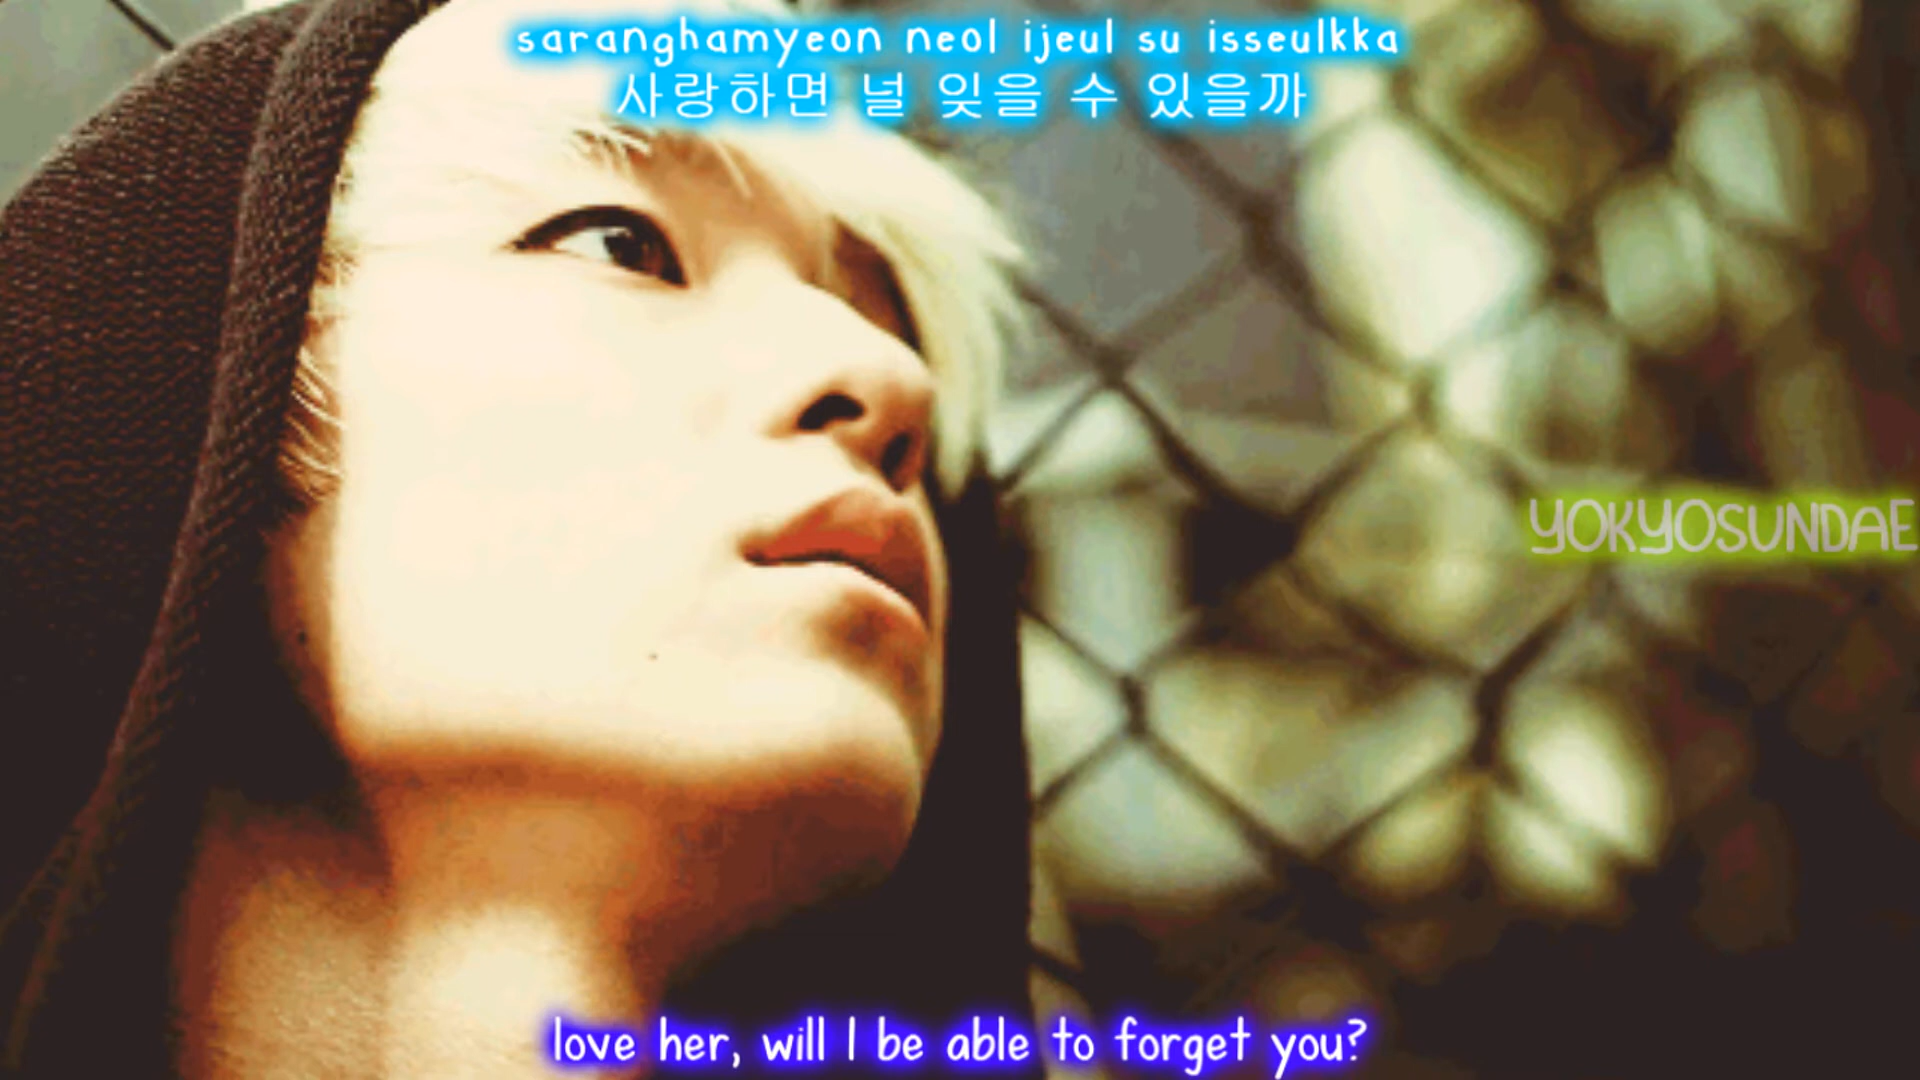 saranghamyeon neol ijeul su isseulkka
사랑하면 널 잊을 수 있을까
YOKYOSUNDAE
love her, will I be able to forget you?